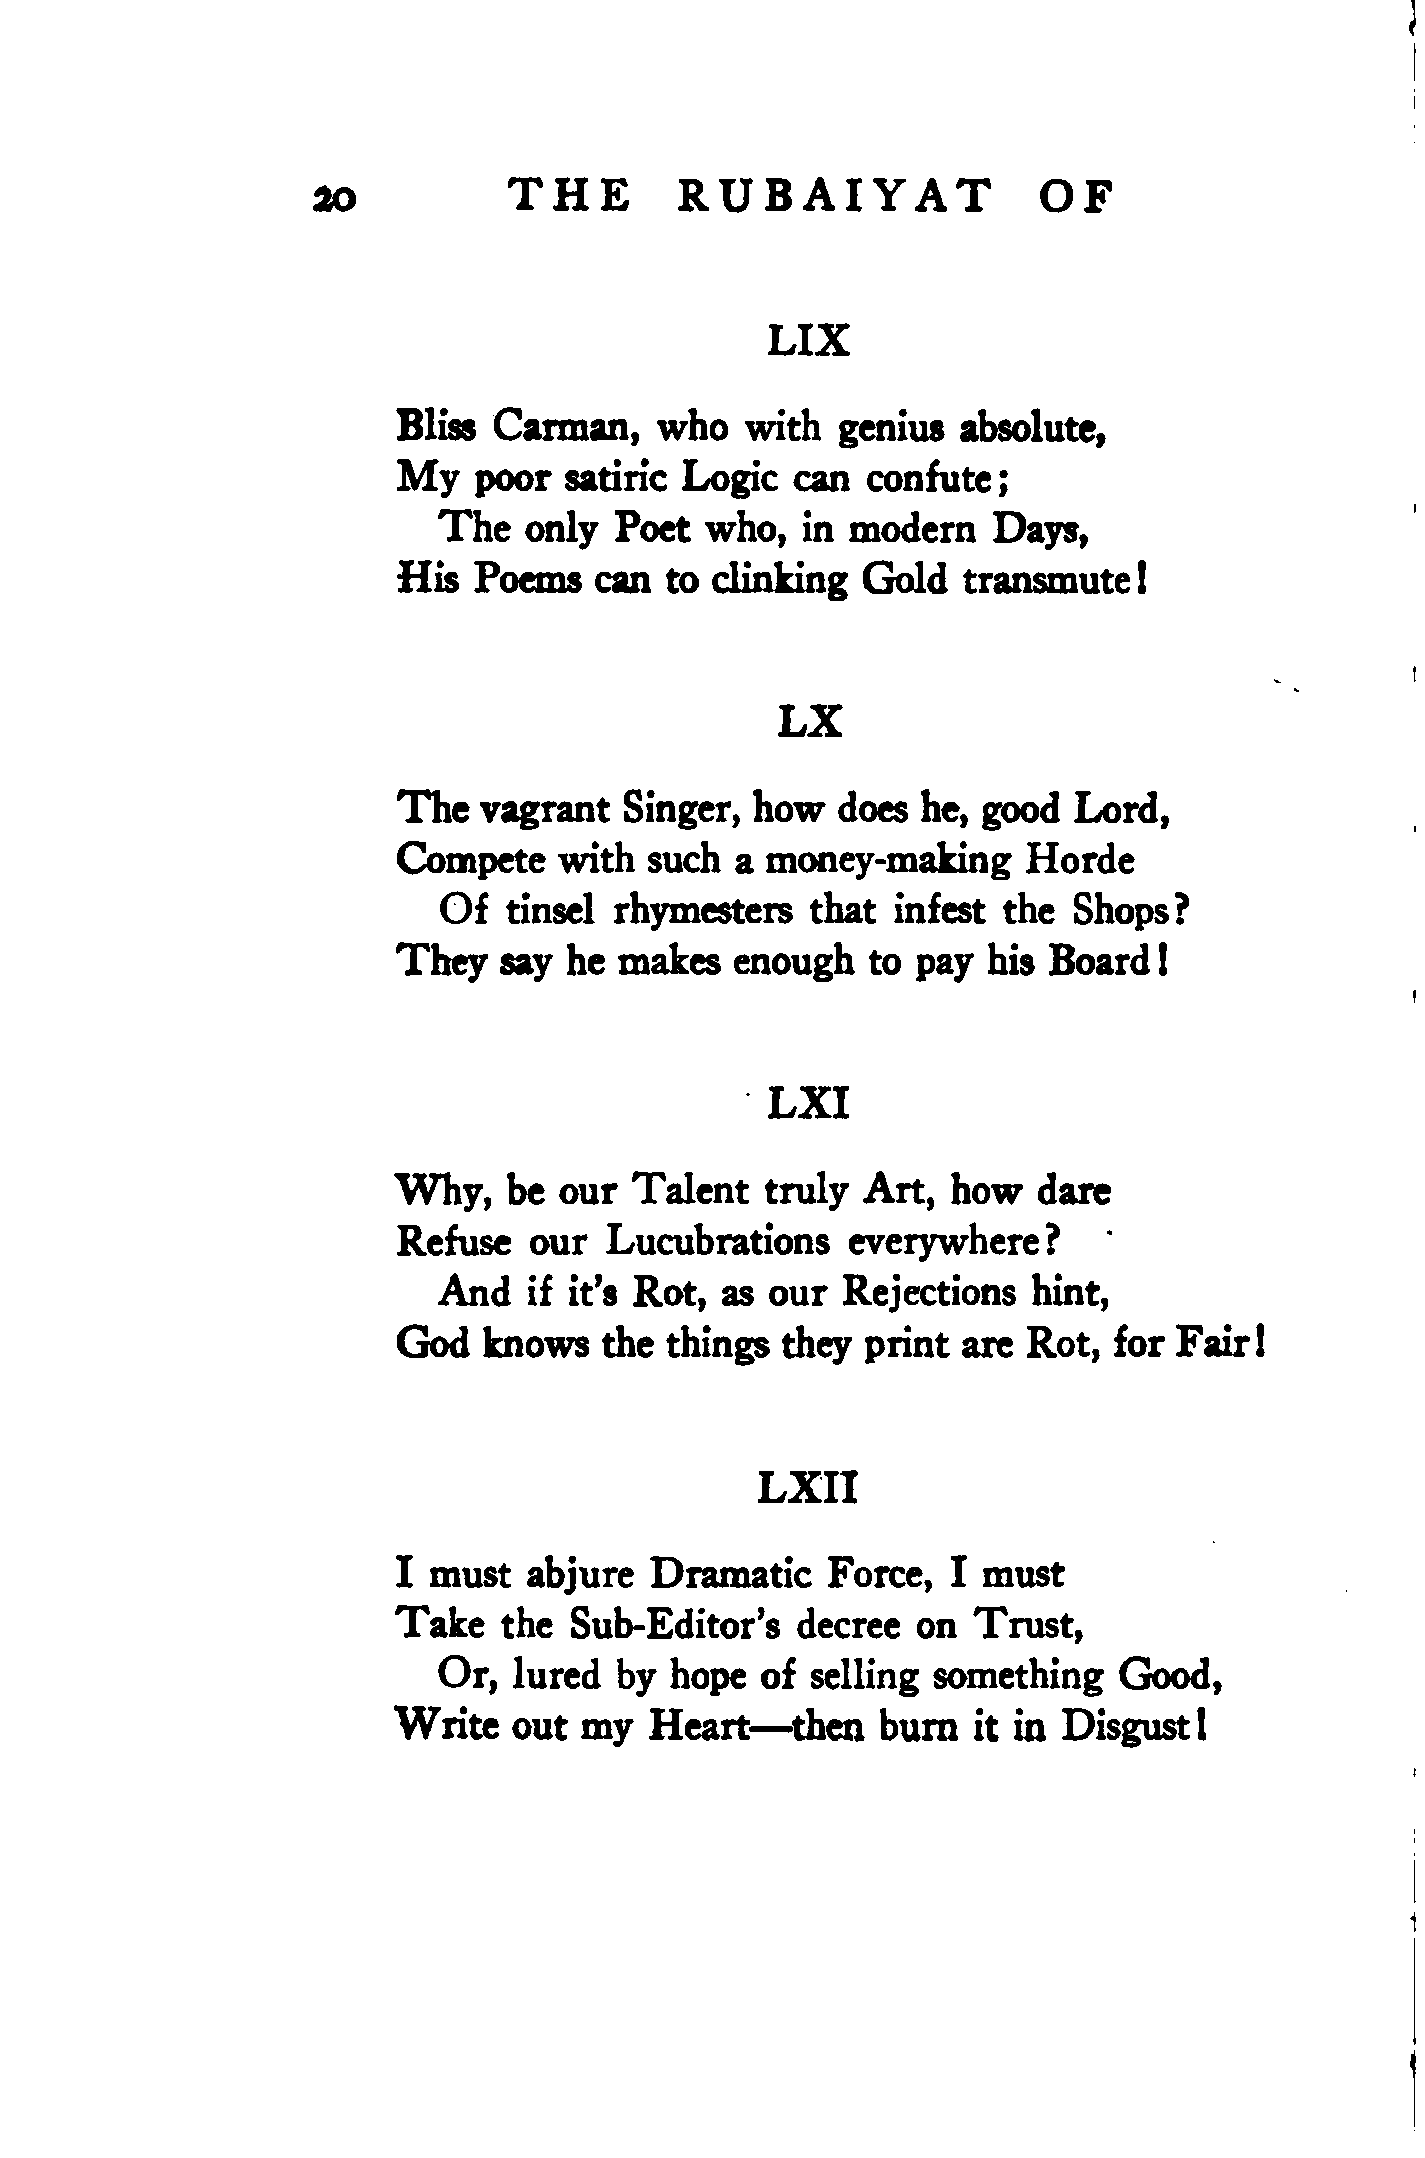 20 THE RUBAIYAT OF
LIX
Bliss Carman, who with genius absolute,
My poor satiric Logic can confute;
The only Poet who, in modern Days,
His Poems can to clinking Gold transmute!
LX
The vagrant Singer, how does he, good Lord,
Compete with such a money-making Horde
Of tinsel rhymesters that infest the Shops?
They say he makes enough to pay his Board!
LXI
Why, be our Talent truly Art, how dare
Refuse our Lucubrations everywhere?
And if it's Rot, as our Rejections hint,
God knows the things they print are Rot, for Fair!
LXII
I must abjure Dramatic Force, I must
Take the Sub-Editor's decree on Trust,
Or, lured by hope of selling something Good,
Write out my Heart—then burn it in Disgust!